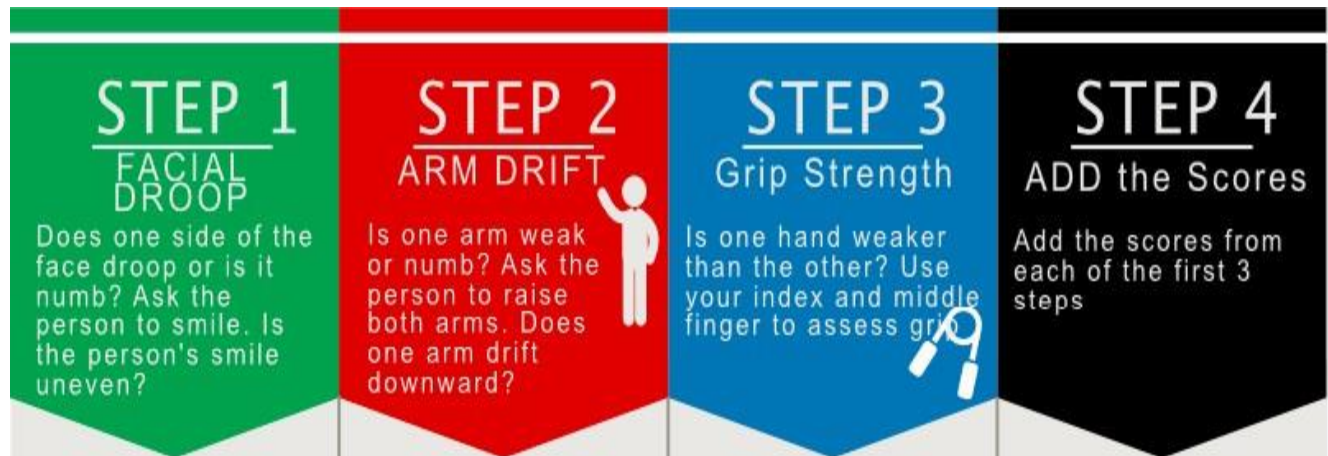 STEP 1
FACIAL
DROOP
Does one side of the
face droop or is it
numb? Ask the
person to smile. Is
the person's smile
uneven?
STEP 2
ARM DRIFT
Is one arm weak
or numb? Ask the
person to raise
both arms. Does
one arm drift
downward?
STEP 3
Grip Strength
Is one hand weaker
than the other? Use
your index and middle
finger to assess grip
STEP 4
ADD the Scores
Add the scores from
each of the first 3
steps